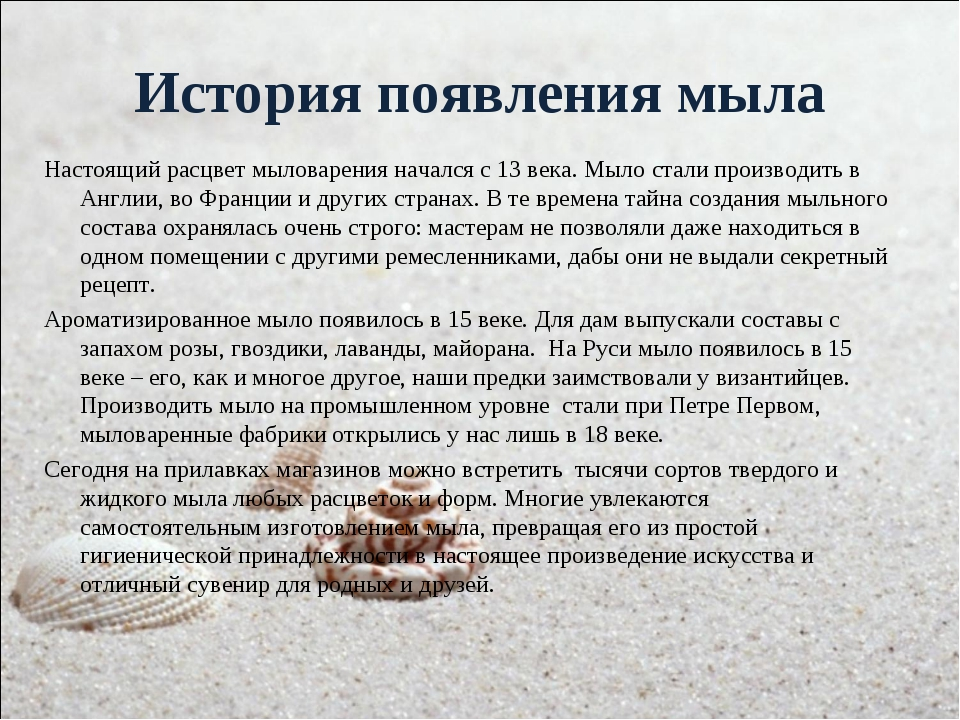 История появления мыла
Настоящий расцвет мыловарения начался с 13 века. Мыло стали производить в
Англии, во Франции и других странах. В те времена тайна создания мыльного
состава охранялась очень строго: мастерам не позволяли даже находиться в
одном помещении с другими ремесленниками, дабы они не выдали секретный
рецепт.
Ароматизированное мыло появилось в 15 веке. Для дам выпускали составы с
запахом розы, гвоздики, лаванды, майорана.  На Руси мыло появилось в 15
веке – его, как и многое другое, наши предки заимствовали у византийцев.
Производить мыло на промышленном уровне  стали при Петре Первом,
мыловаренные фабрики открылись у нас лишь в 18 веке.
Сегодня на прилавках магазинов можно встретить  тысячи сортов твердого и
жидкого мыла любых расцветок и форм. Многие увлекаются
самостоятельным изготовлением мыла, превращая его из простой
гигиенической принадлежности в настоящее произведение искусства и
отличный сувенир для родных и друзей.